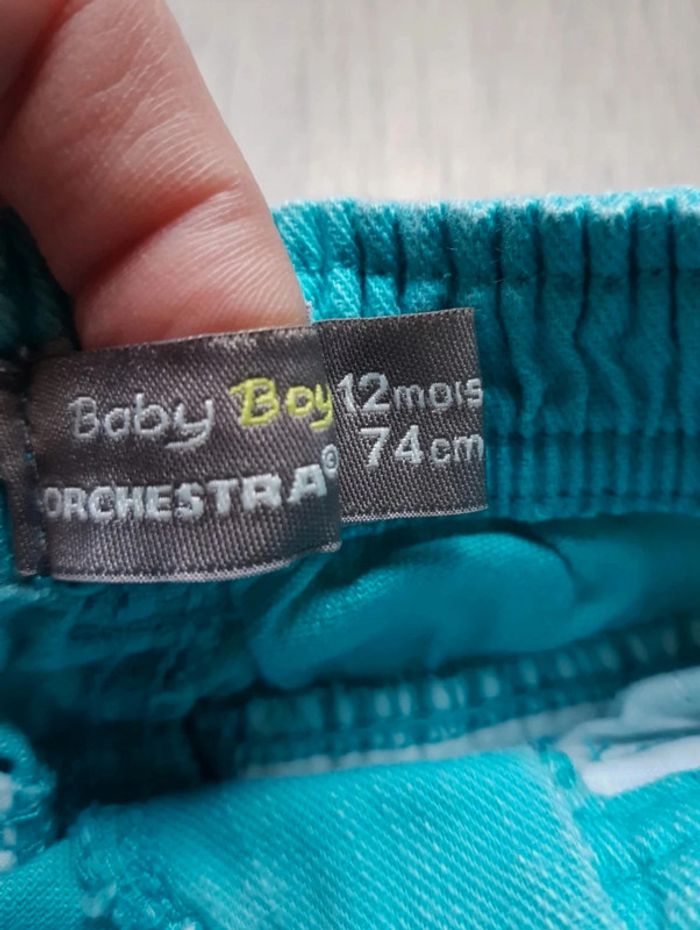 Baby Boy
ORCHESTRA©
12mois
74cm